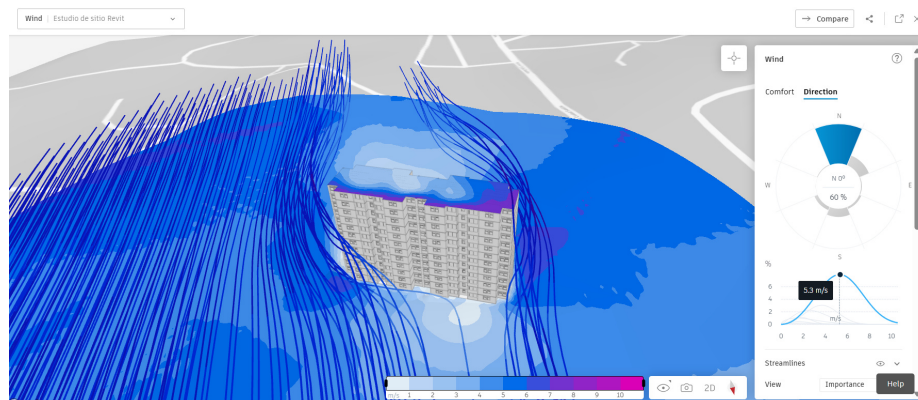 Wind | Estudio de sitio Revit
Compare
Wind
Comfort Direction
N
N 0º
W E
60 %
S
%
6
5.3 m/s
4
2
m/s
0
0 2 4 6 8 10
Streamlines
View Importance
Help
m/s 1 2 3 4 5 6 7 8 9 10
2D